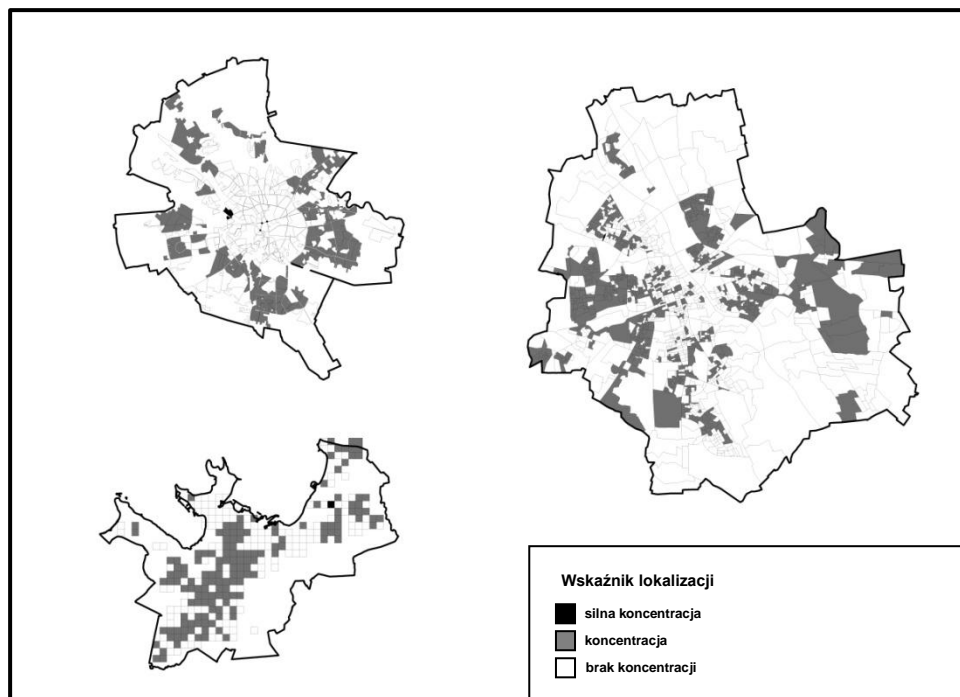 Wskaźnik lokalizacji
silna koncentracja
koncentracja
brak koncentracji